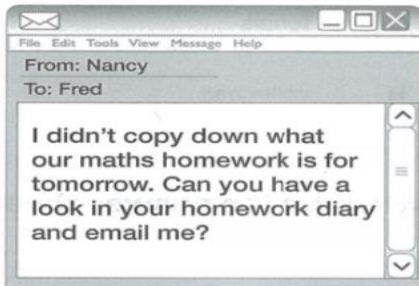 File Edit Tools View Message Help
From: Nancy
To: Fred
I didn't copy down what
our maths homework is for
tomorrow. Can you have a
look in your homework diary
and email me?